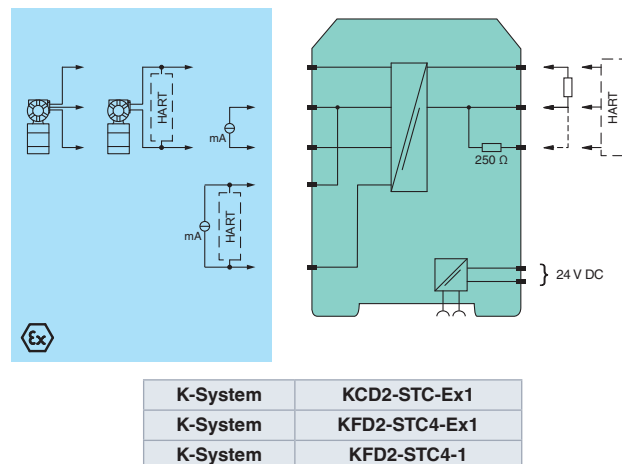 HART
HART
mA
mA
HART
250 Ω
24 V DC
εx
K-System KCD2-STC-Ex1
K-System KFD2-STC4-Ex1
K-System KFD2-STC4-1